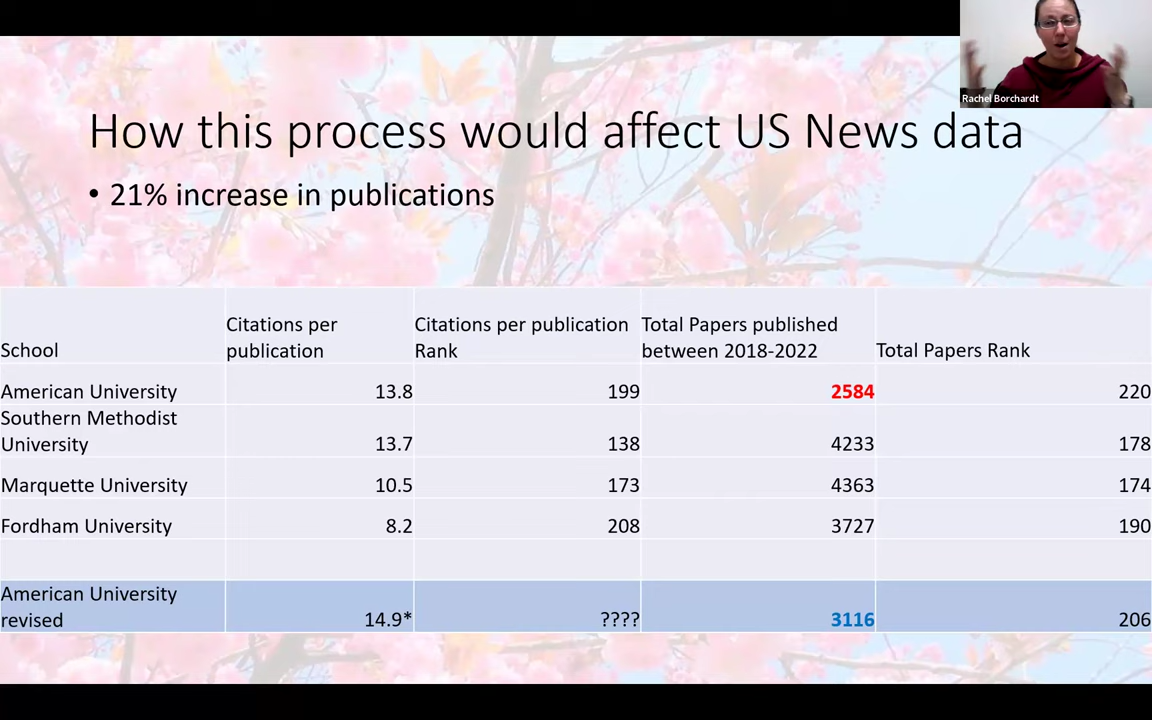 Rachel Borchardt
How this process would affect US News data
• 21% increase in publications
School Citations per publication Citations per publication Rank Total Papers published between 2018-2022 Total Papers Rank
American University 13.8 199 2584 220
Southern Methodist University 13.7 138 4233 178
Marquette University 10.5 173 4363 174
Fordham University 8.2 208 3727 190
American University revised 14.9* ???? 3116 206